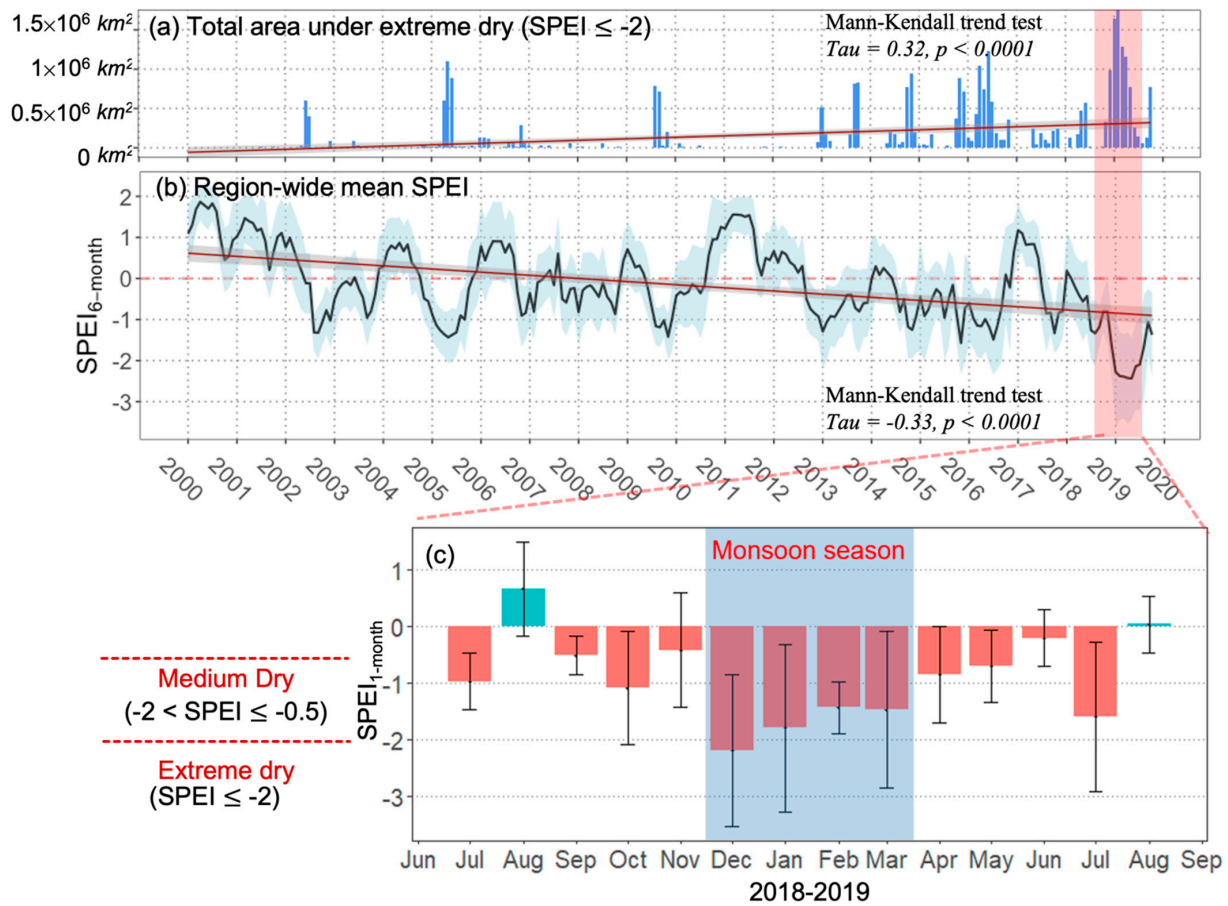 1.5×10⁶ km²
(a) Total area under extreme dry (SPEI ≤ -2)
Mann-Kendall trend test
Tau = 0.32, p < 0.0001
1×10⁶ km²
0.5×10⁶ km²
0 km²
(b) Region-wide mean SPEI
2
1
0
-1
-2
-3
SPEI6-month
Mann-Kendall trend test
Tau = -0.33, p < 0.0001
2000 2001 2002 2003 2004 2005 2006 2007 2008 2009 2010 2011 2012 2013 2014 2015 2016 2017 2018 2019 2020
(c)
Monsoon season
1
0
-1
-2
-3
SPEI1-month
Medium Dry
(-2 < SPEI ≤ -0.5)
Extreme dry
(SPEI ≤ -2)
Jun Jul Aug Sep Oct Nov Dec Jan Feb Mar Apr May Jun Jul Aug Sep
2018-2019